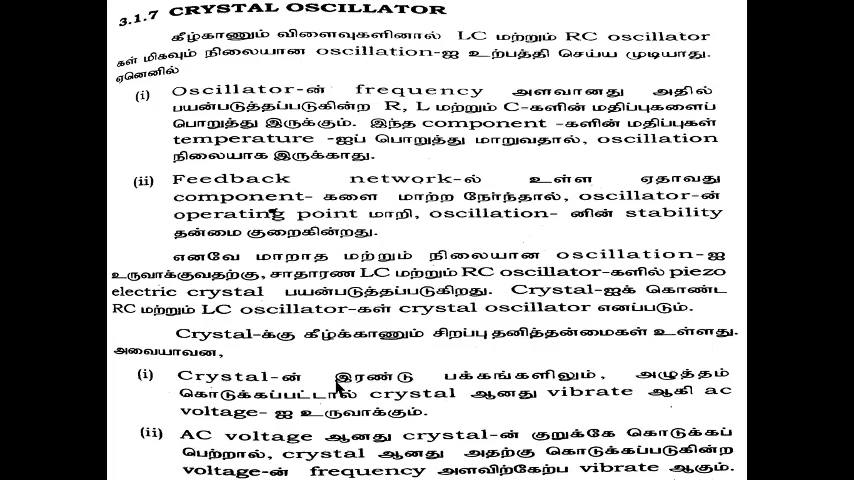 3.1.7 CRYSTAL OSCILLATOR
கீழ்காணும் விளைவுகளினால் LC மற்றும் RC oscillator
கள் மிகவும் நிலையான oscillation-ஐ உற்பத்தி செய்ய முடியாது.
ஏனெனில்
(i) Oscillator-ன் frequency அளவானது அதில்
பயன்படுத்தப்படுகின்ற R, L மற்றும் C-களின் மதிப்புகளைப்
பொறுத்து இருக்கும். இந்த component -களின் மதிப்புகள்
temperature -ஐப் பொறுத்து மாறுவதால், oscillation
நிலையாக இருக்காது.
(ii) Feedback network-ல் உள்ள ஏதாவது
component- களை மாற்ற நேர்ந்தால், oscillator-ன்
operating point மாறி, oscillation- னின் stability
தன்மை குறைகின்றது.
எனவே மாறாத மற்றும் நிலையான oscillation-ஐ
உருவாக்குவதற்கு, சாதாரண LC மற்றும் RC oscillator-களில் piezo
electric crystal பயன்படுத்தப்படுகிறது. Crystal-ஐக் கொண்ட
RC மற்றும் LC oscillator-கள் crystal oscillator எனப்படும்.
Crystal-க்கு கீழ்க்காணும் சிறப்பு தனித்தன்மைகள் உள்ளது.
அவையாவன,
(i) Crystal-ன் இரண்டு பக்கங்களிலும், அழுத்தம்
கொடுக்கப்பட்டால் crystal ஆனது vibrate ஆகி ac
voltage- ஐ உருவாக்கும்.
(ii) AC voltage ஆனது crystal-ன் குறுக்கே கொடுக்கப்
பெற்றால், crystal ஆனது அதற்கு கொடுக்கப்படுகின்ற
voltage-ன் frequency அளவிற்கேற்ப vibrate ஆகும்.